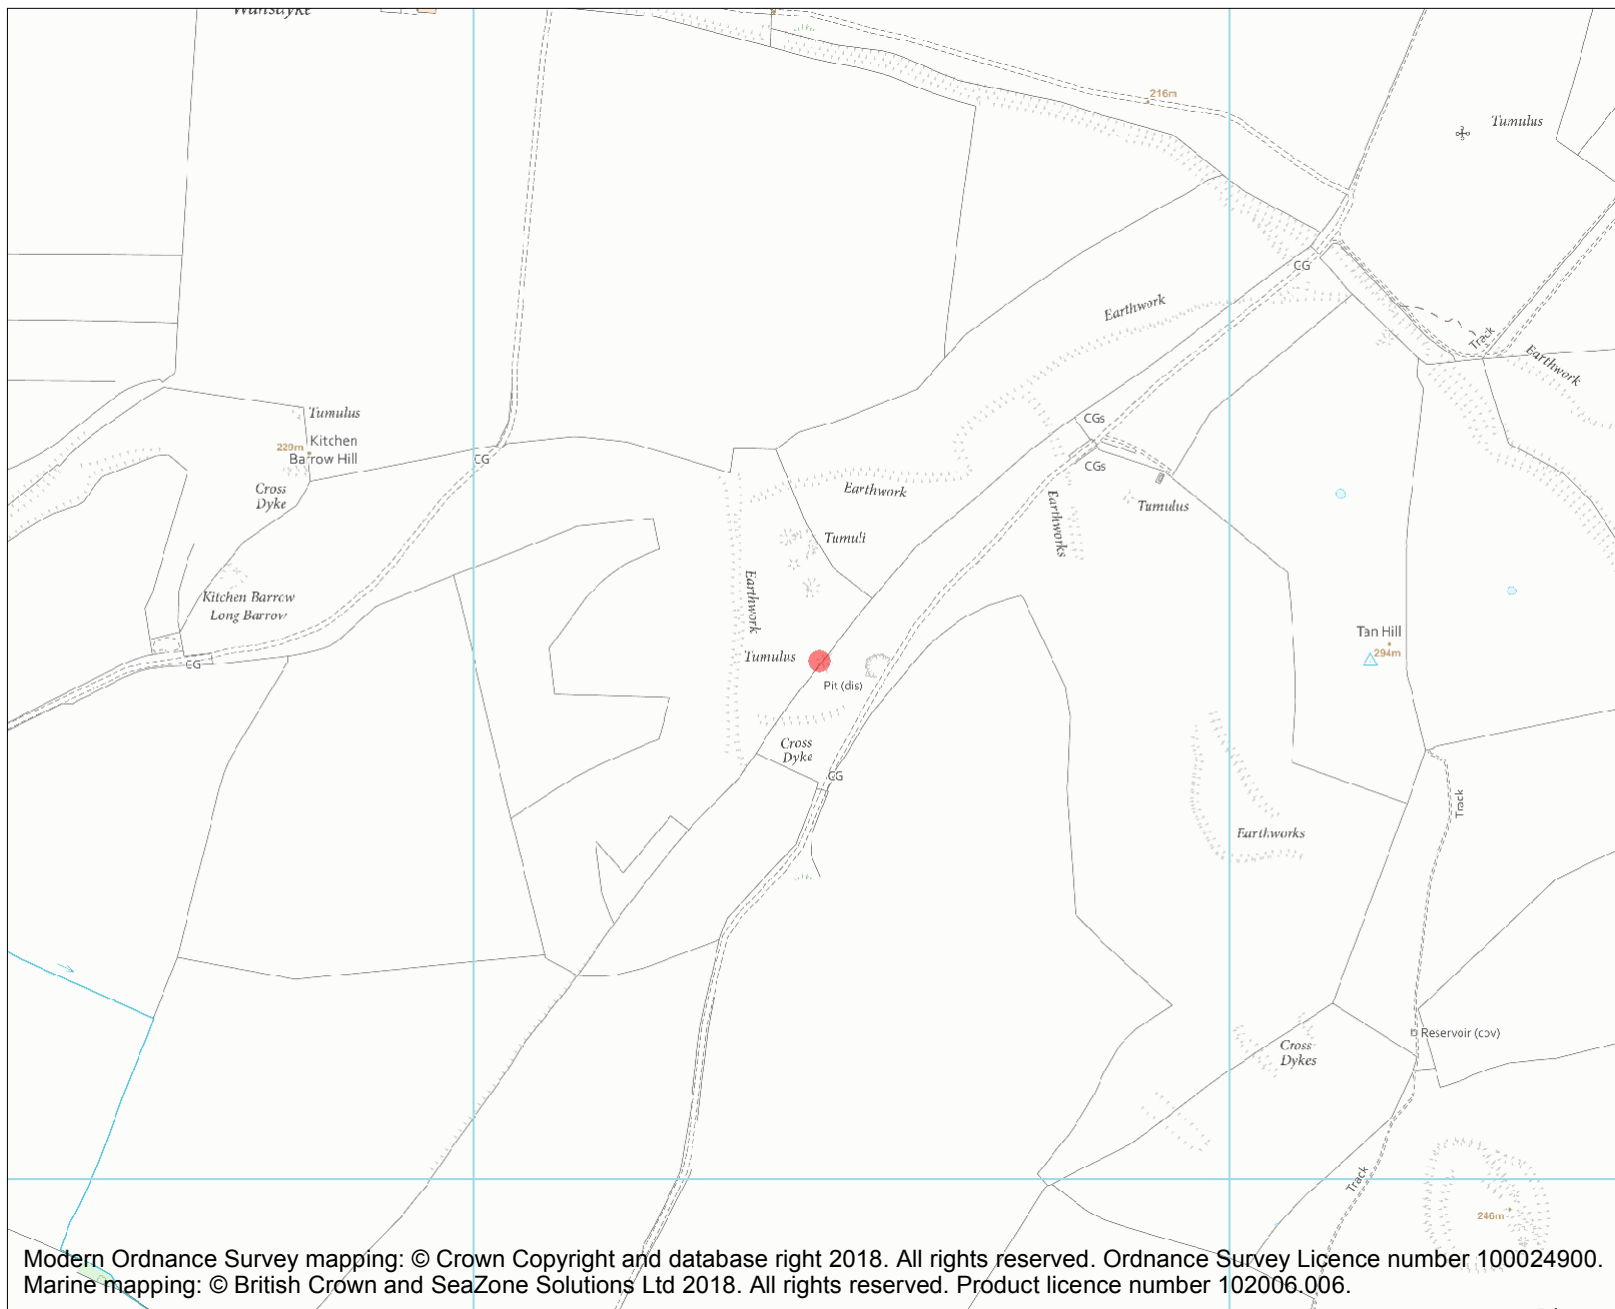 Wansdyke
216m
Tumulus
CG
Earthwork
Track
Earthwork
Tumulus
229m
Kitchen
Barrow Hill
CG
CGs
CGs
Cross
Dyke
Earthwork
Earthworks
Tumulus
Tumuli
Earthwork
Kitchen Barrow
Long Barrow
CG
Tumulus
Pit (dis)
Tan Hill
294m
Cross
Dyke
CG
Track
Earthworks
Reservoir (cov)
Cross
Dykes
Track
246m
Modern Ordnance Survey mapping: © Crown Copyright and database right 2018. All rights reserved. Ordnance Survey Licence number 100024900.
Marine mapping: © British Crown and SeaZone Solutions Ltd 2018. All rights reserved. Product licence number 102006.006.